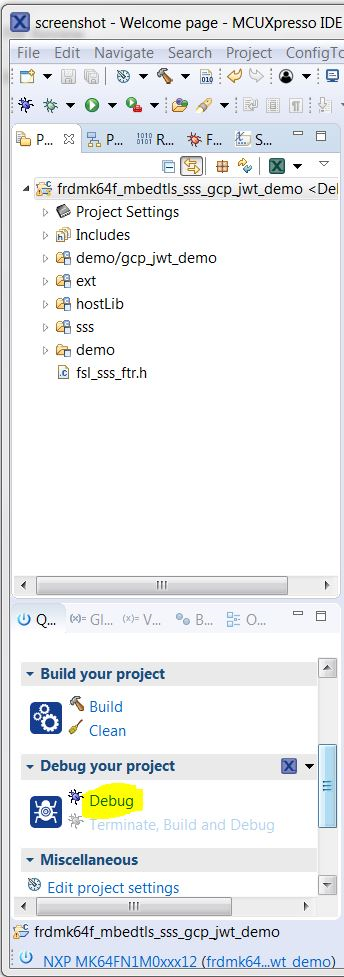 screenshot - Welcome page - MCUXpresso IDE
File Edit Navigate Search Project ConfigTo
P... P... R... F... S...
frdmk64f_mbedtls_sss_gcp_jwt_demo <Del
Project Settings
Includes
demo/gcp_jwt_demo
ext
hostLib
sss
demo
fsl_sss_ftr.h
Q... Gl... V... B... O...
Build your project
Build
Clean
Debug your project
Debug
Terminate, Build and Debug
Miscellaneous
Edit project settings
frdmk64f_mbedtls_sss_gcp_jwt_demo
NXP MK64FN1M0xxx12 (frdmk64...wt_demo)